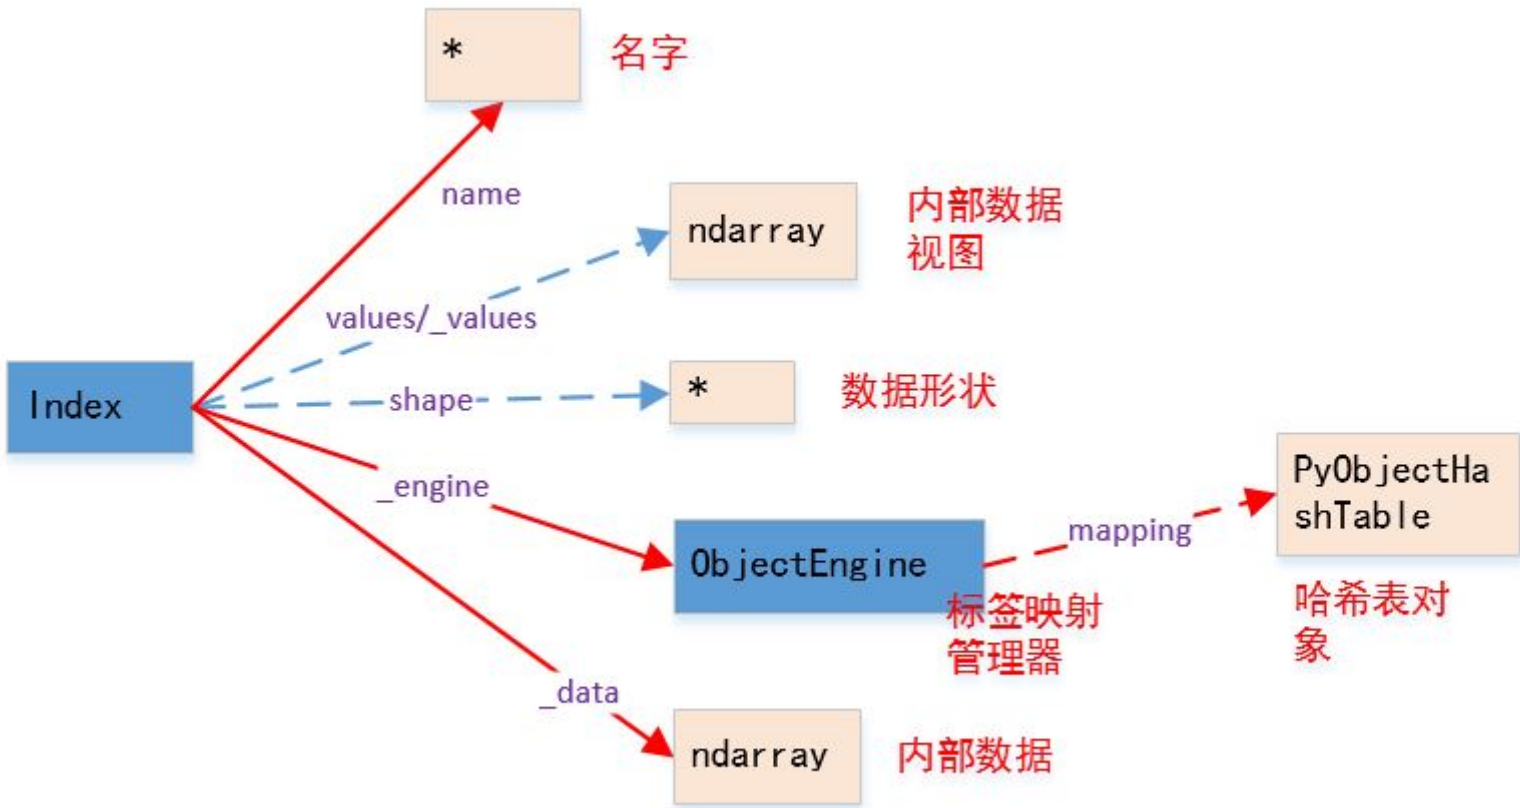 *
名字
name
ndarray
内部数据
视图
values/_values
Index
shape
*
数据形状
_engine
ObjectEngine
标签映射
管理器
mapping
PyObjectHa
shTable
哈希表对
象
_data
ndarray
内部数据